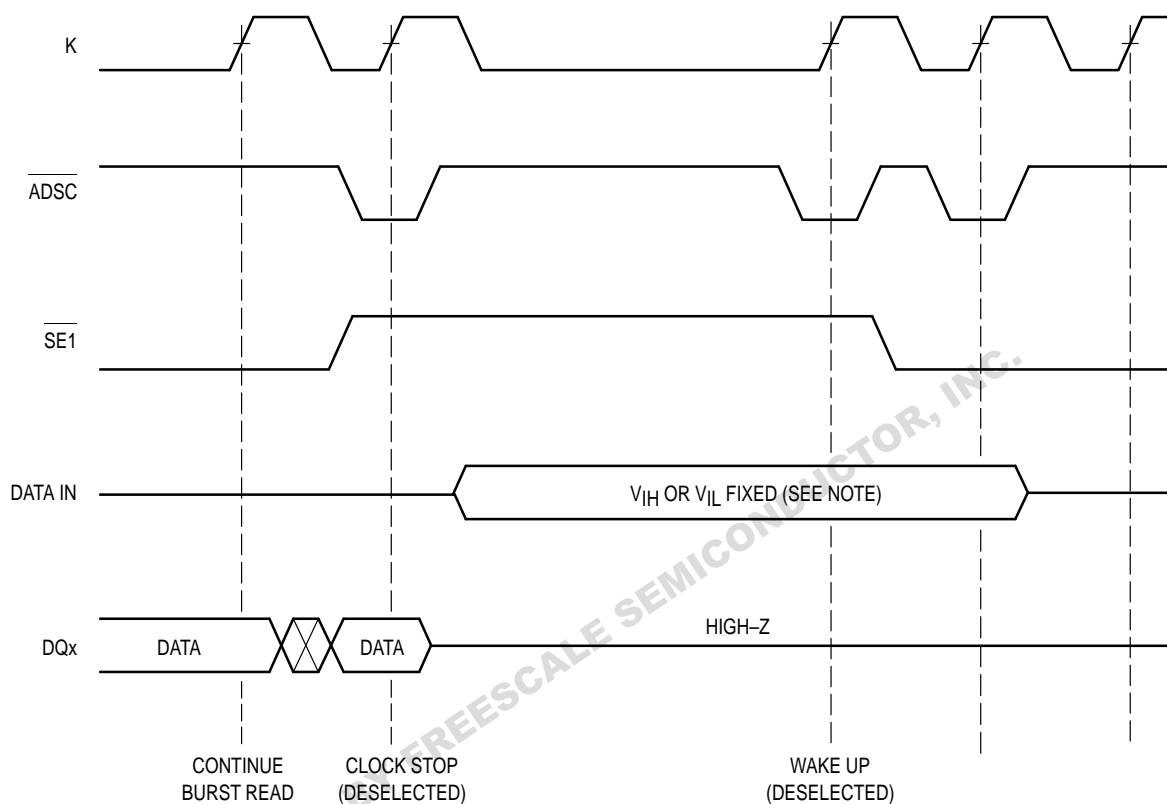 K
ADSC
SE1
DATA IN
VIH OR VIL FIXED (SEE NOTE)
DQx
DATA
DATA
HIGH–Z
CONTINUE
BURST READ
CLOCK STOP
(DESELECTED)
WAKE UP
(DESELECTED)
BY FREESCALE SEMICONDUCTOR, INC.